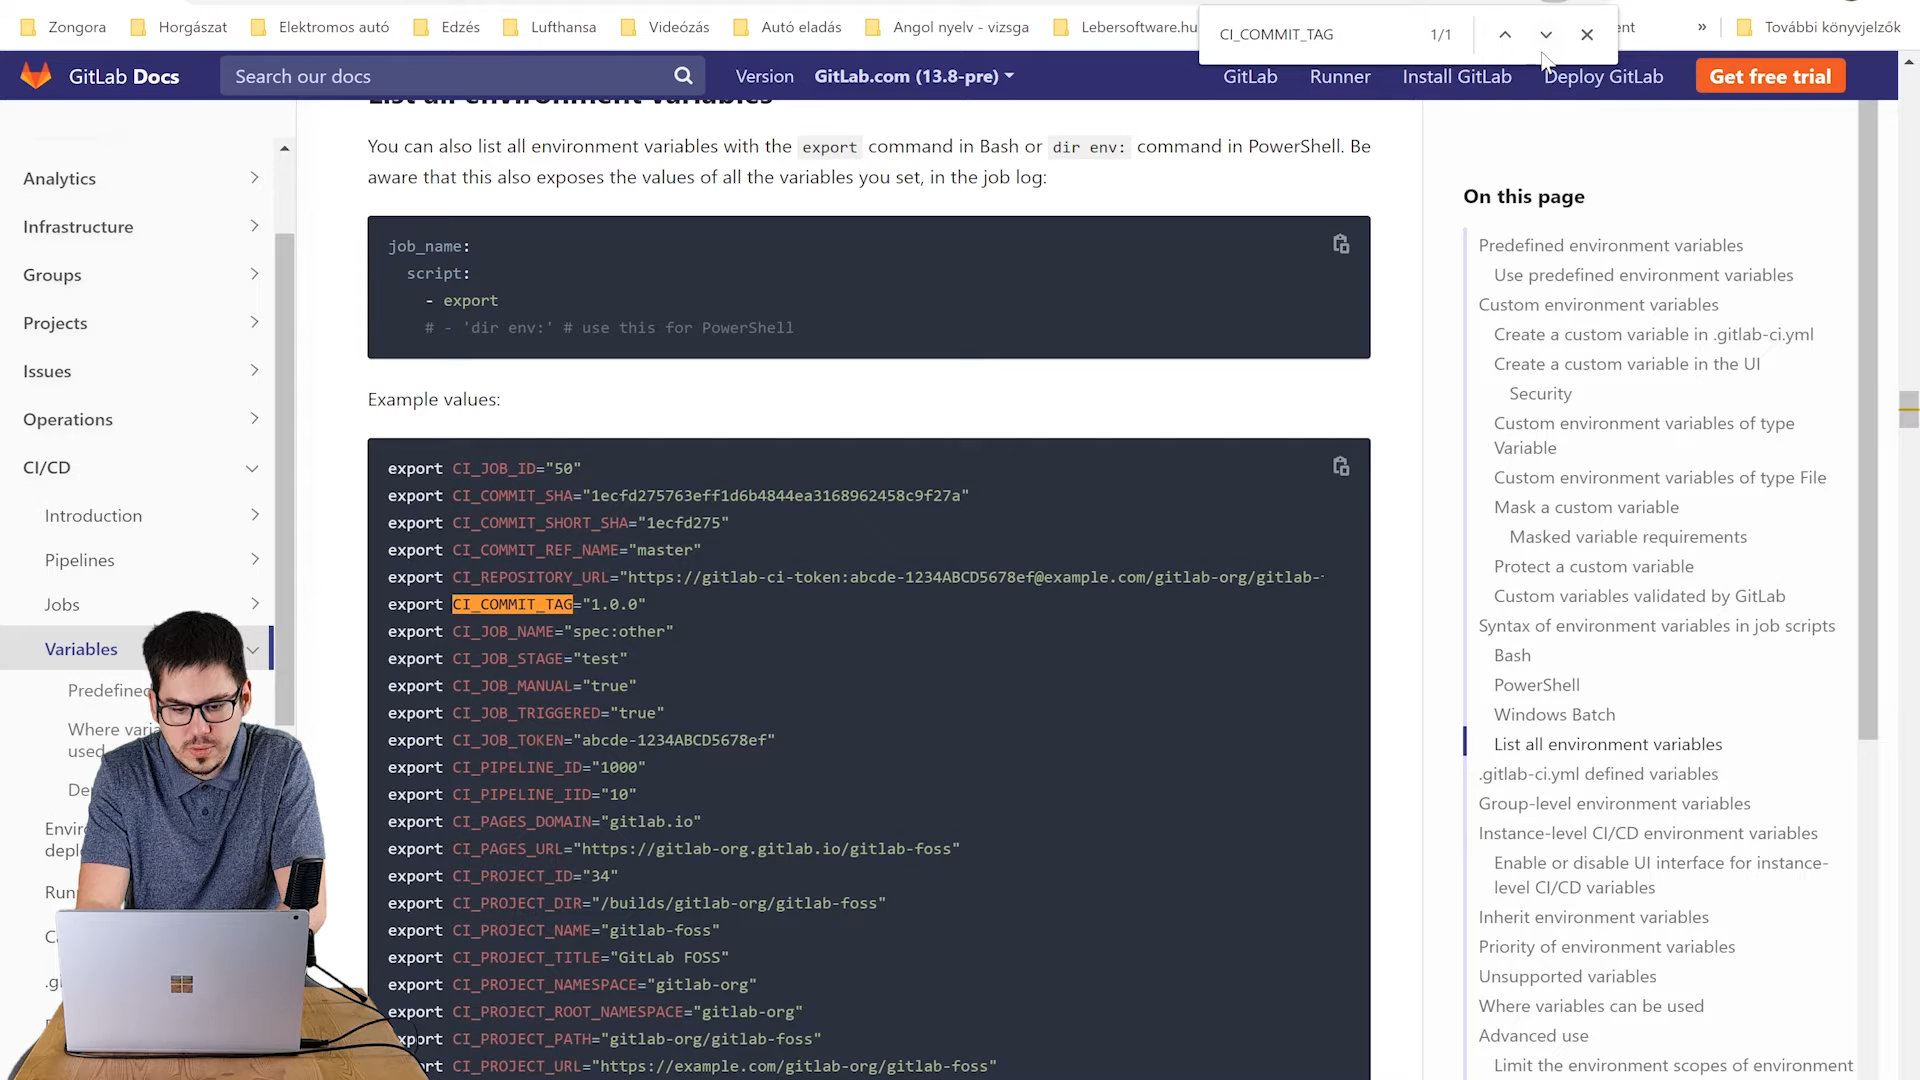 Zongora
Horgászat
Elektromos autó
Edzés
Lufthansa
Videózás
Autó eladás
Angol nyelv - vizsga
Lebersoftware.hu
»
További könyvjelzők
CI_COMMIT_TAG 1/1
GitLab Docs
Search our docs
Version GitLab.com (13.8-pre)
GitLab
Runner
Install GitLab
Deploy GitLab
Get free trial
Analytics
Infrastructure
Groups
Projects
Issues
Operations
CI/CD
Introduction
Pipelines
Jobs
Variables
Predefined
Where
used
List all environment variables
You can also list all environment variables with the export command in Bash or dir env: command in PowerShell. Be
aware that this also exposes the values of all the variables you set, in the job log:
job_name:
script:
- export
# - 'dir env:' # use this for PowerShell
Example values:
export CI_JOB_ID="50"
export CI_COMMIT_SHA="1ecfd275763eff1d6b4844ea3168962458c9f27a"
export CI_COMMIT_SHORT_SHA="1ecfd275"
export CI_COMMIT_REF_NAME="master"
export CI_REPOSITORY_URL="https://gitlab-ci-token:abcde-1234ABCD5678ef@example.com/gitlab-org/gitlab-
export CI_COMMIT_TAG="1.0.0"
export CI_JOB_NAME="spec:other"
export CI_JOB_STAGE="test"
export CI_JOB_MANUAL="true"
export CI_JOB_TRIGGERED="true"
export CI_JOB_TOKEN="abcde-1234ABCD5678ef"
export CI_PIPELINE_ID="1000"
export CI_PIPELINE_IID="10"
export CI_PAGES_DOMAIN="gitlab.io"
export CI_PAGES_URL="https://gitlab-org.gitlab.io/gitlab-foss"
export CI_PROJECT_ID="34"
export CI_PROJECT_DIR="/builds/gitlab-org/gitlab-foss"
export CI_PROJECT_NAME="gitlab-foss"
export CI_PROJECT_TITLE="GitLab FOSS"
export CI_PROJECT_NAMESPACE="gitlab-org"
export CI_PROJECT_ROOT_NAMESPACE="gitlab-org"
export CI_PROJECT_PATH="gitlab-org/gitlab-foss"
export CI_PROJECT_URL="https://example.com/gitlab-org/gitlab-foss"
On this page
Predefined environment variables
Use predefined environment variables
Custom environment variables
Create a custom variable in .gitlab-ci.yml
Create a custom variable in the UI
Security
Custom environment variables of type
Variable
Custom environment variables of type File
Mask a custom variable
Masked variable requirements
Protect a custom variable
Custom variables validated by GitLab
Syntax of environment variables in job scripts
Bash
PowerShell
Windows Batch
List all environment variables
.gitlab-ci.yml defined variables
Group-level environment variables
Instance-level CI/CD environment variables
Enable or disable UI interface for instance-
level CI/CD variables
Inherit environment variables
Priority of environment variables
Unsupported variables
Where variables can be used
Advanced use
Limit the environment scopes of environment